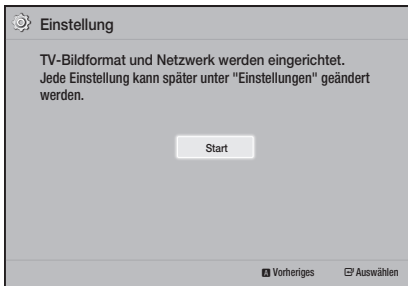 Einstellung
TV-Bildformat und Netzwerk werden eingerichtet.
Jede Einstellung kann später unter "Einstellungen" geändert
werden.
Start
A Vorheriges Auswählen